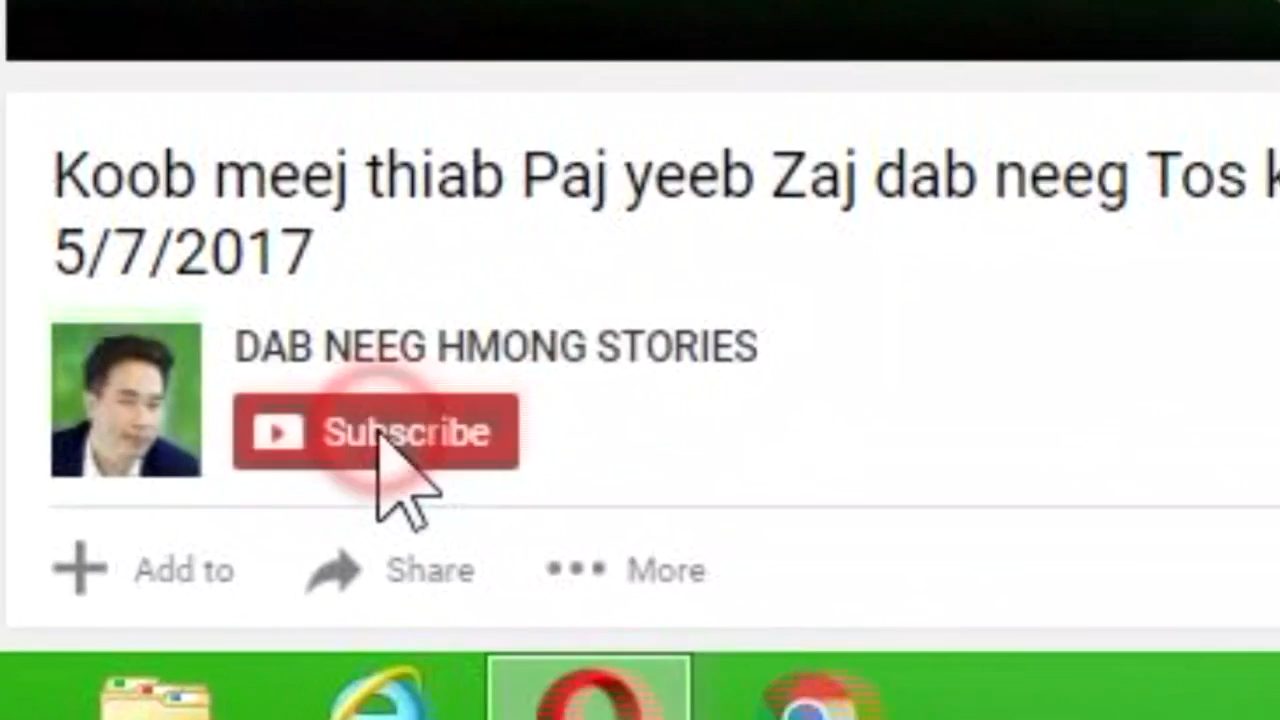 Koob meej thiab Paj yeeb Zaj dab neeg Tos
5/7/2017
DAB NEEG HMONG STORIES
Subscribe
Add to
Share
More